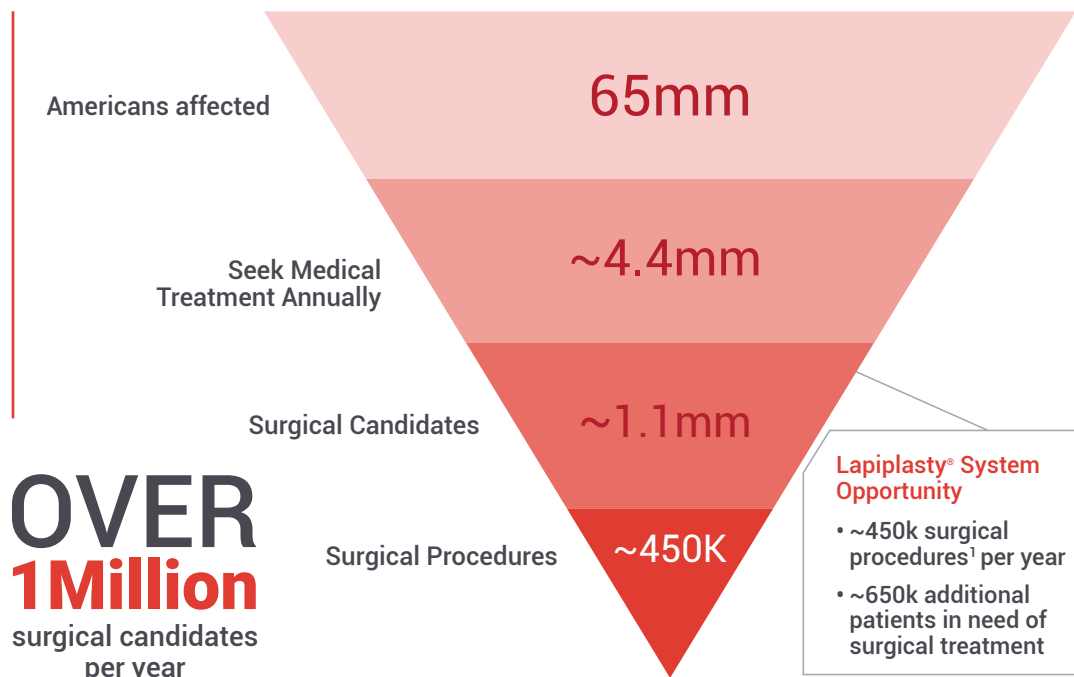 Americans affected
65mm
Seek Medical
Treatment Annually
~4.4mm
Surgical Candidates
~1.1mm
Surgical Procedures
~450K
OVER
1Million
surgical candidates
per year
Lapiplasty® System
Opportunity
• ~450k surgical
procedures¹ per year
• ~650k additional
patients in need of
surgical treatment